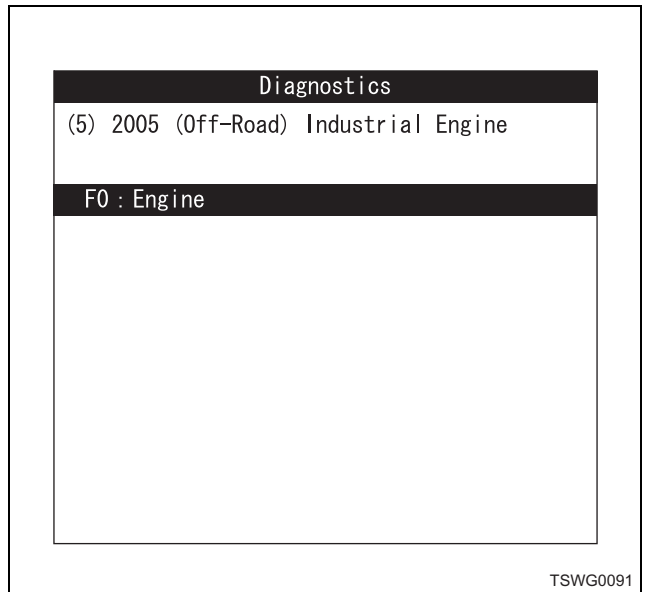 Diagnostics
(5) 2005 (Off-Road) Industrial Engine
F0 : Engine
TSWG0091